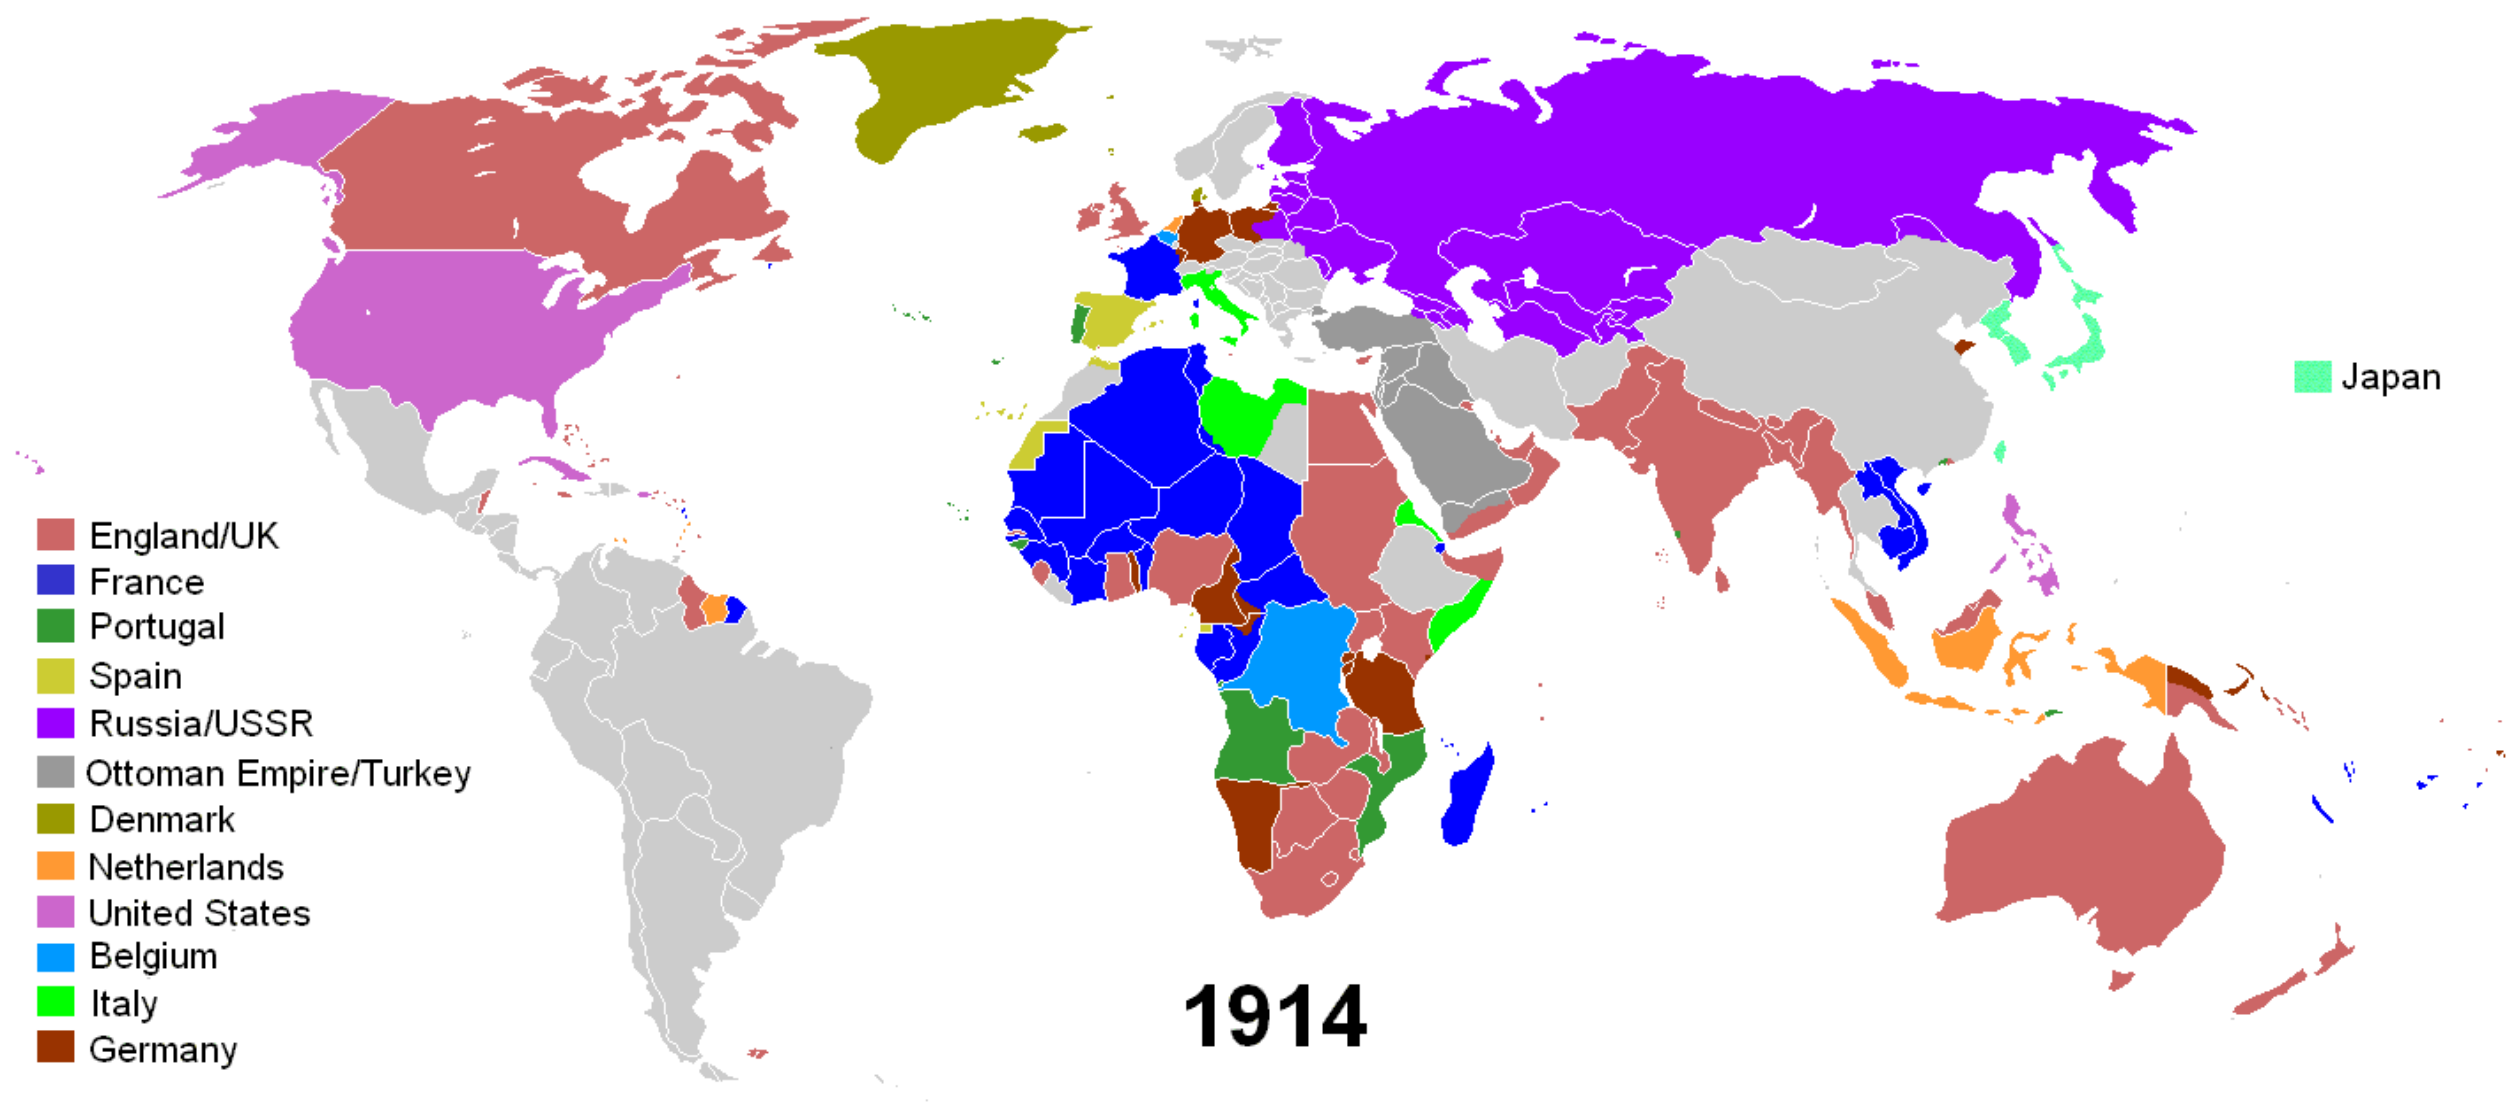 Japan
England/UK
France
Portugal
Spain
Russia/USSR
Ottoman Empire/Turkey
Denmark
Netherlands
United States
Belgium
Italy
Germany
1914